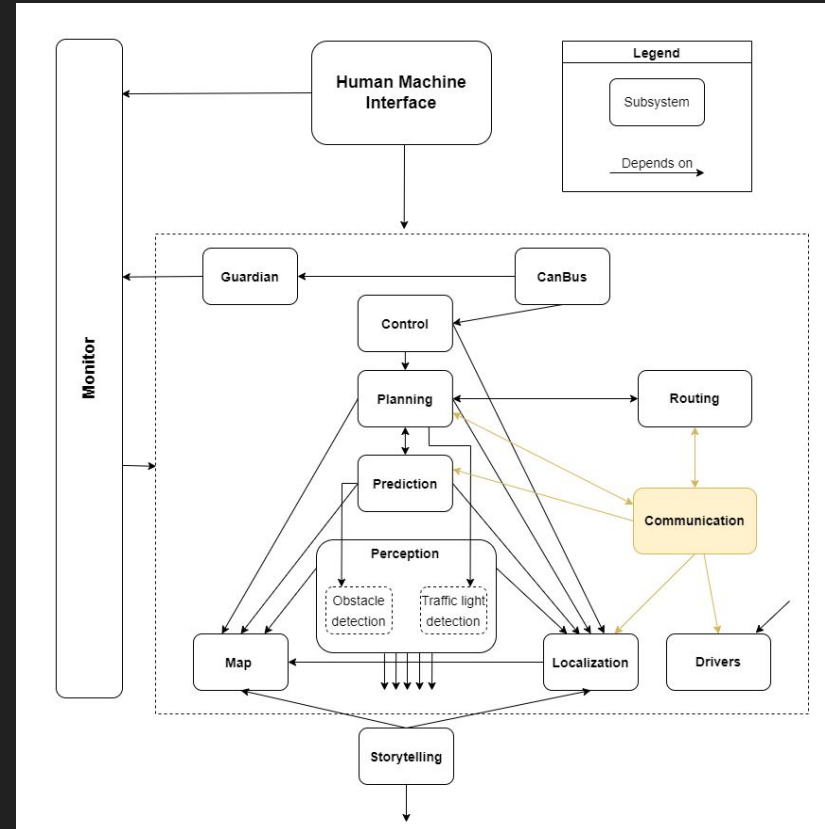 Human Machine
Interface
Legend
Subsystem
Depends on
Monitor
Guardian
CanBus
Control
Planning
Routing
Prediction
Communication
Perception
Obstacle
detection
Traffic light
detection
Map
Localization
Drivers
Storytelling